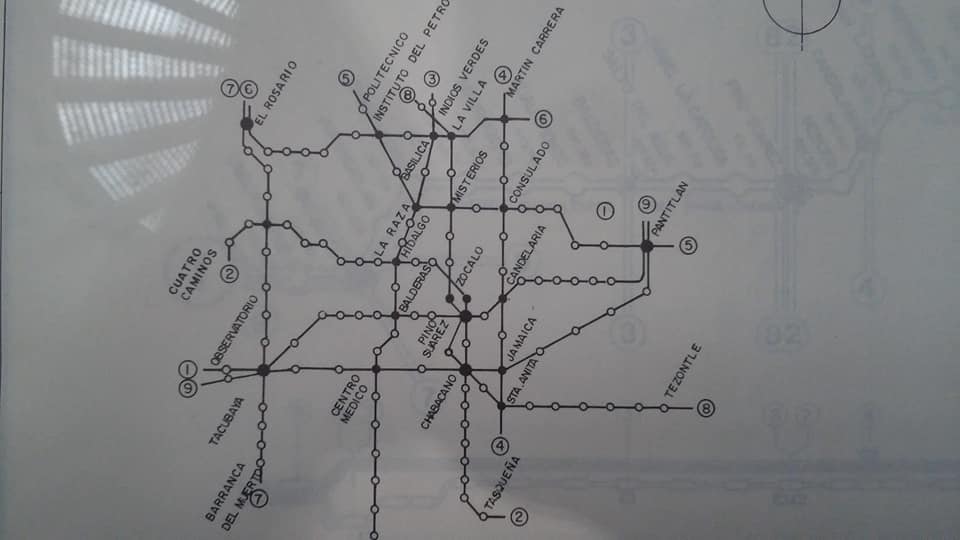 7 6
EL ROSARIO
5
POLITECNICO
INSTITUTO DEL PETRO
8
3
INDIOS VERDES
LA VILLA
4
MARTIN CARRERA
6
BASILICA
MISTERIOS
CONSULADO
1
9
PANTITLAN
5
LA RAZA
HIDALGO
CUATRO
CAMINOS
2
ZOCALO
CANDELARIA
BALDERAS
PINO
SUAREZ
OBSERVATORIO
1
9
JAMAICA
STA. ANITA
TEZONTLE
8
TACUBAYA
CENTRO
MEDICO
CHABACANO
4
BARRANCA
DEL MUERTO
7
TASQUEÑA
2
3
92
4
3
92